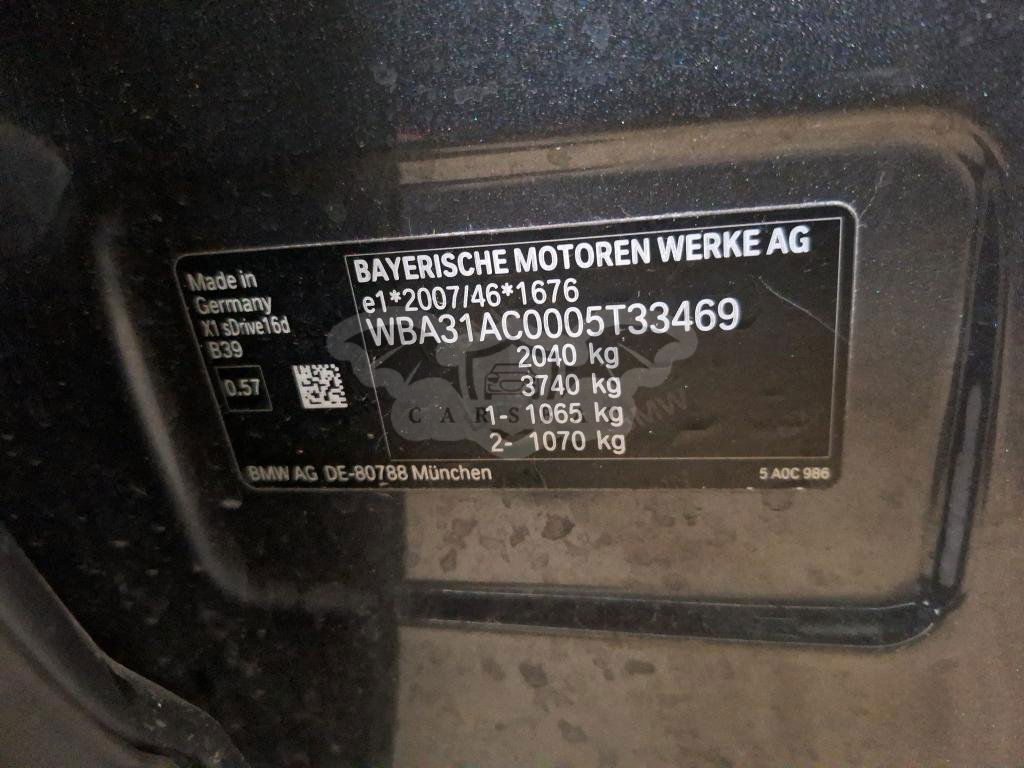 BAYERISCHE MOTOREN WERKE AG
e1*2007/46*1676
WBA31AC0005T33469
2040 kg
3740 kg
1- 1065 kg
2- 1070 kg
Made in
Germany
X1 sDrive16d
B39
0.57
BMW AG DE-80788 München
5 A0C 986